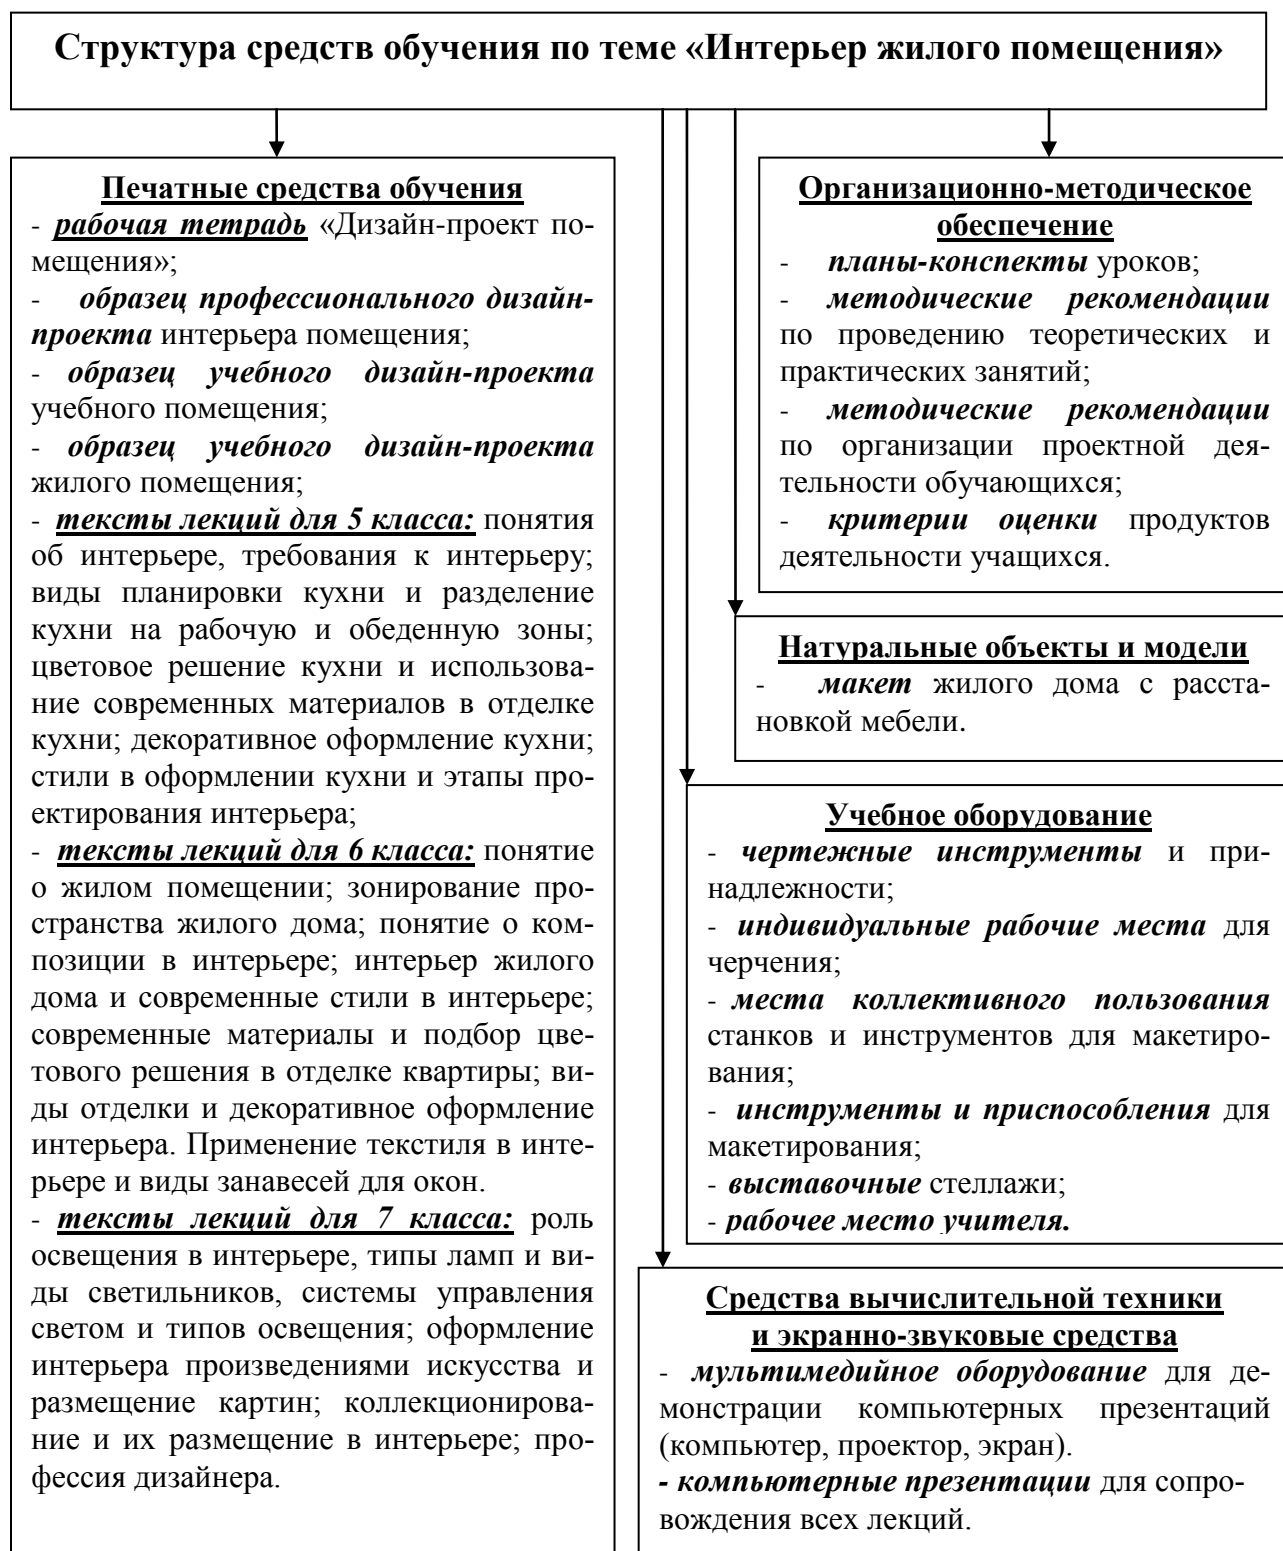 Структура средств обучения по теме «Интерьер жилого помещения»
Печатные средства обучения
- рабочая тетрадь «Дизайн-проект по-
мещения»;
- образец профессионального дизайн-
проекта интерьера помещения;
- образец учебного дизайн-проекта
учебного помещения;
- образец учебного дизайн-проекта
жилого помещения;
- тексты лекций для 5 класса: понятия
об интерьере, требования к интерьеру;
виды планировки кухни и разделение
кухни на рабочую и обеденную зоны;
цветовое решение кухни и использова-
ние современных материалов в отделке
кухни; декоративное оформление кухни;
стили в оформлении кухни и этапы про-
ектирования интерьера;
- тексты лекций для 6 класса: понятие
о жилом помещении; зонирование про-
странства жилого дома; понятие о ком-
позиции в интерьере; интерьер жилого
дома и современные стили в интерьере;
современные материалы и подбор цве-
тового решения в отделке квартиры; ви-
ды отделки и декоративное оформление
интерьера. Применение текстиля в инте-
рьере и виды занавесей для окон.
- тексты лекций для 7 класса: роль
освещения в интерьере, типы ламп и ви-
ды светильников, системы управления
светом и типов освещения; оформление
интерьера произведениями искусства и
размещение картин; коллекционирова-
ние и их размещение в интерьере; про-
фессия дизайнера.
Организационно-методическое
обеспечение
- планы-конспекты уроков;
- методические рекомендации
по проведению теоретических и
практических занятий;
- методические рекомендации
по организации проектной дея-
тельности обучающихся;
- критерии оценки продуктов
деятельности учащихся.
Натуральные объекты и модели
- макет жилого дома с расста-
новкой мебели.
Учебное оборудование
- чертежные инструменты и при-
надлежности;
- индивидуальные рабочие места для
черчения;
- места коллективного пользования
станков и инструментов для макетиро-
вания;
- инструменты и приспособления для
макетирования;
- выставочные стеллажи;
- рабочее место учителя.
Средства вычислительной техники
и экранно-звуковые средства
- мультимедийное оборудование для де-
монстрации компьютерных презентаций
(компьютер, проектор, экран).
- компьютерные презентации для сопро-
вождения всех лекций.